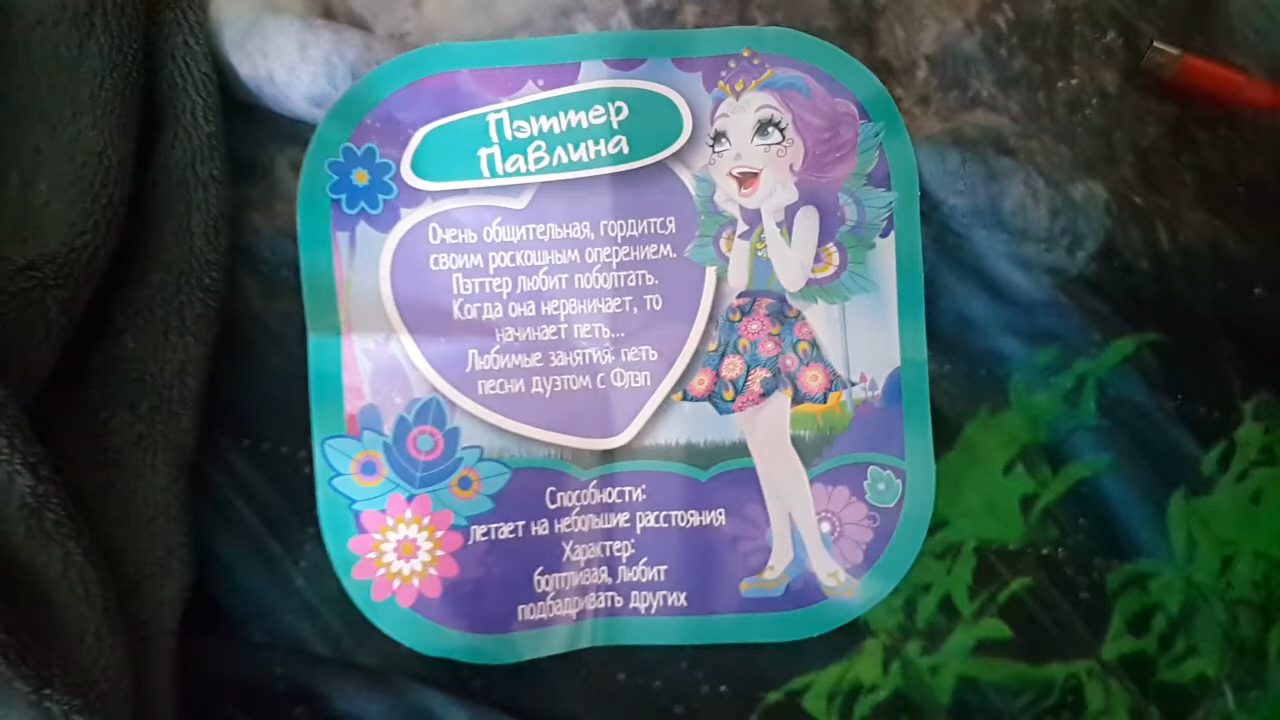 Пэттер
Павлина
Очень общительная, гордится
своим роскошным оперением.
Пэттер любит поболтать.
Когда она нервничает, то
начинает петь...
Любимые занятия: петь
песни дуэтом с Флэп
Способности:
летает на небольшие расстояния
Характер:
болтливая, любит
подбадривать других